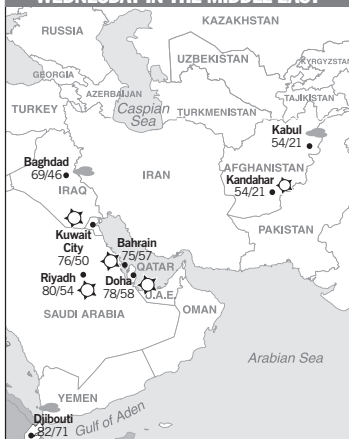 WEDNESDAY IN THE MIDDLE EAST
KAZAKHSTAN
RUSSIA
UZBEKISTAN
KYRGYZSTAN
GEORGIA
AZERBAIJAN
TAJIKISTAN
TURKEY
Caspian
Sea
TURKMENISTAN
Kabul
54/21
Baghdad
69/46
IRAN
AFGHANISTAN
Kandahar
54/21
IRAQ
PAKISTAN
Kuwait
City
76/50
Bahrain
75/57
QATAR
Riyadh
80/54
Doha
78/58
U.A.E.
OMAN
SAUDI ARABIA
Arabian Sea
YEMEN
Djibouti
82/71
Gulf of Aden